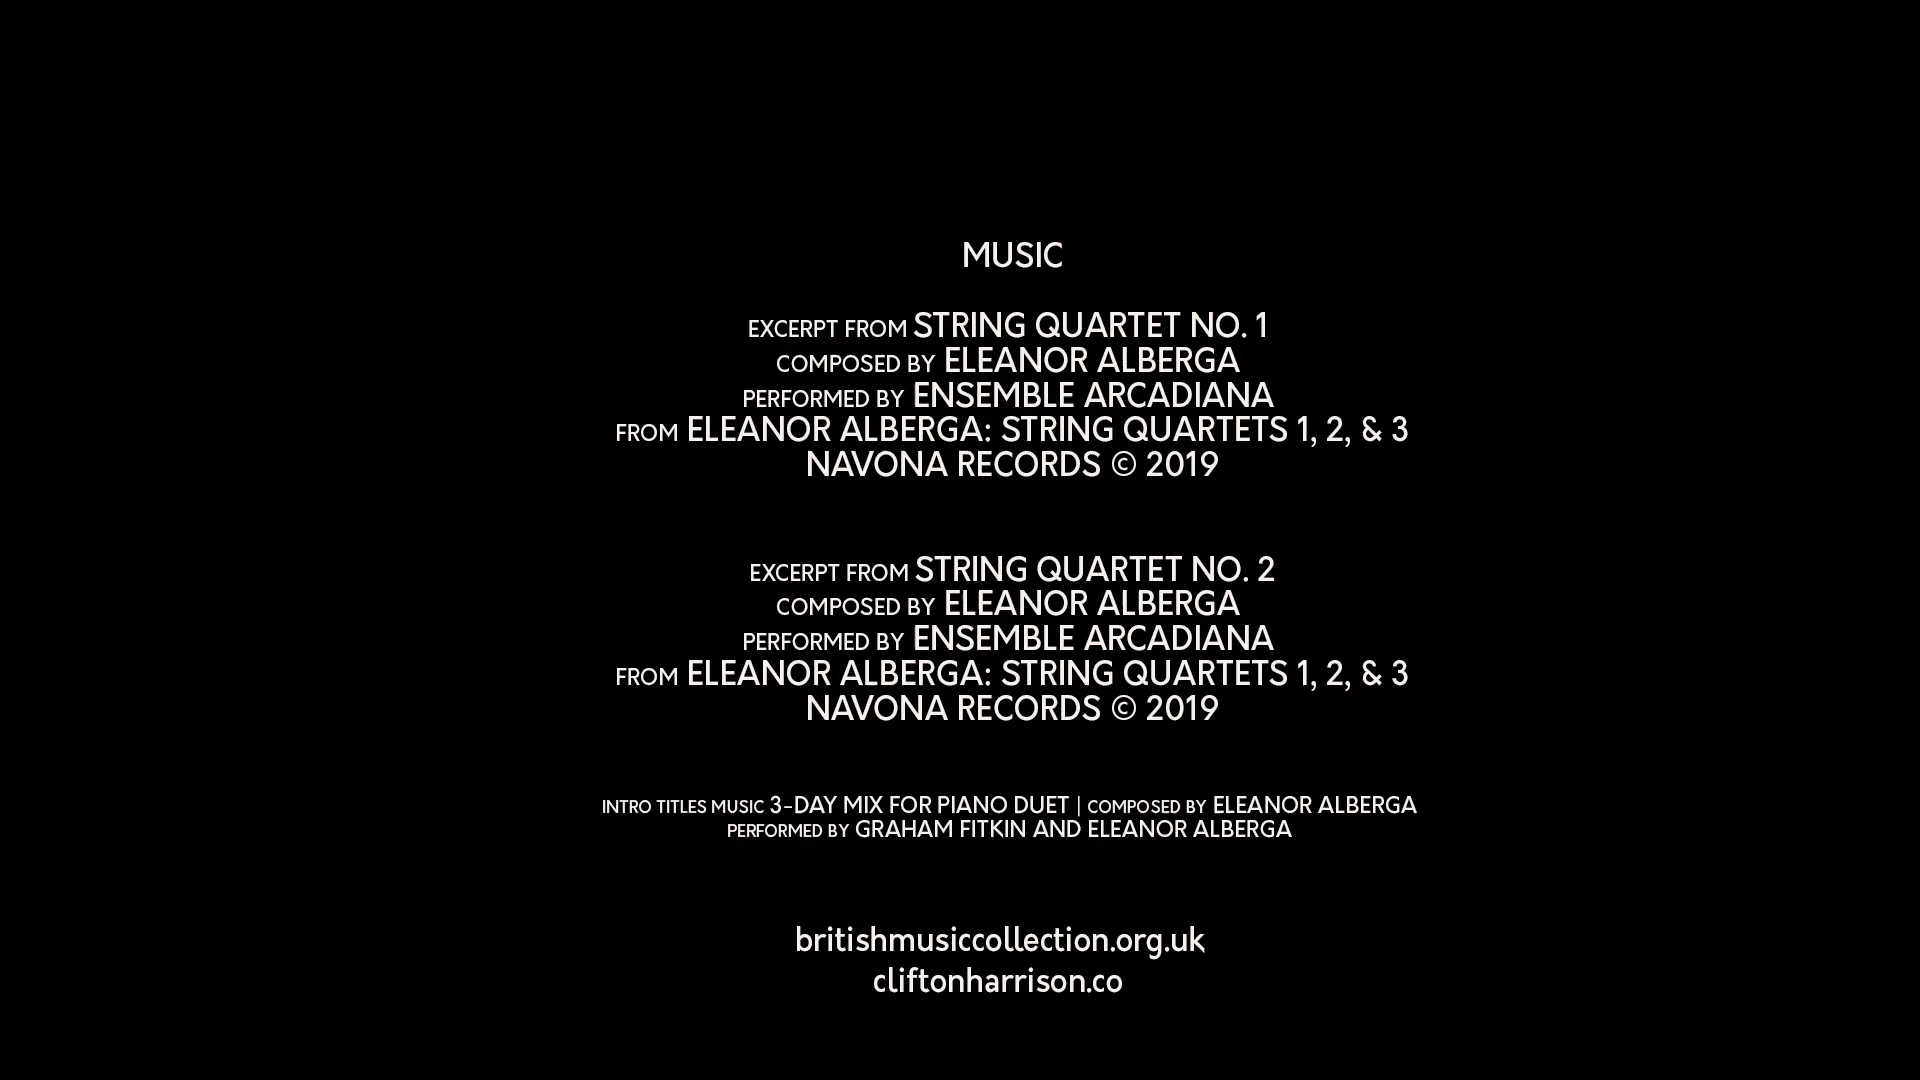 MUSIC
EXCERPT FROM STRING QUARTET NO. 1
COMPOSED BY ELEANOR ALBERGA
PERFORMED BY ENSEMBLE ARCADIANA
FROM ELEANOR ALBERGA: STRING QUARTETS 1, 2, & 3
NAVONA RECORDS © 2019
EXCERPT FROM STRING QUARTET NO. 2
COMPOSED BY ELEANOR ALBERGA
PERFORMED BY ENSEMBLE ARCADIANA
FROM ELEANOR ALBERGA: STRING QUARTETS 1, 2, & 3
NAVONA RECORDS © 2019
INTRO TITLES MUSIC 3-DAY MIX FOR PIANO DUET | COMPOSED BY ELEANOR ALBERGA
PERFORMED BY GRAHAM FITKIN AND ELEANOR ALBERGA
britishmusiccollection.org.uk
cliftonharrison.co